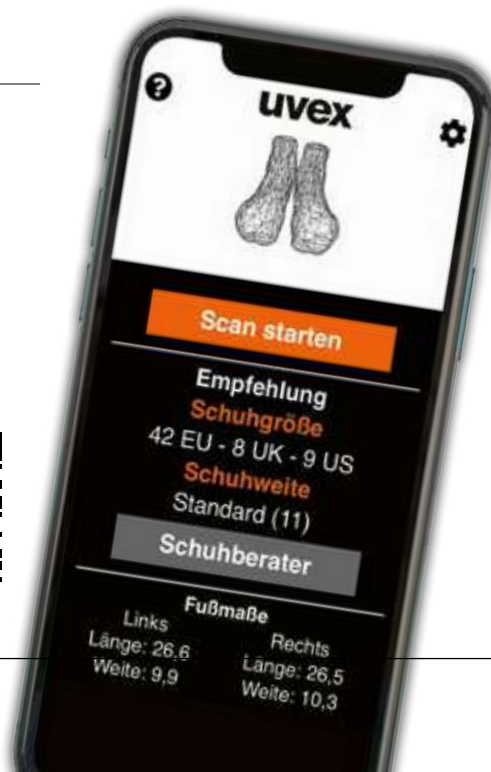 ?
uvex
Scan starten
Empfehlung
Schuhgröße
42 EU - 8 UK - 9 US
Schuhweite
Standard (11)
Schuhberater
Fußmaße
Links
Rechts
Länge: 26,6
Länge: 26,5
Weite: 9,9
Weite: 10,3